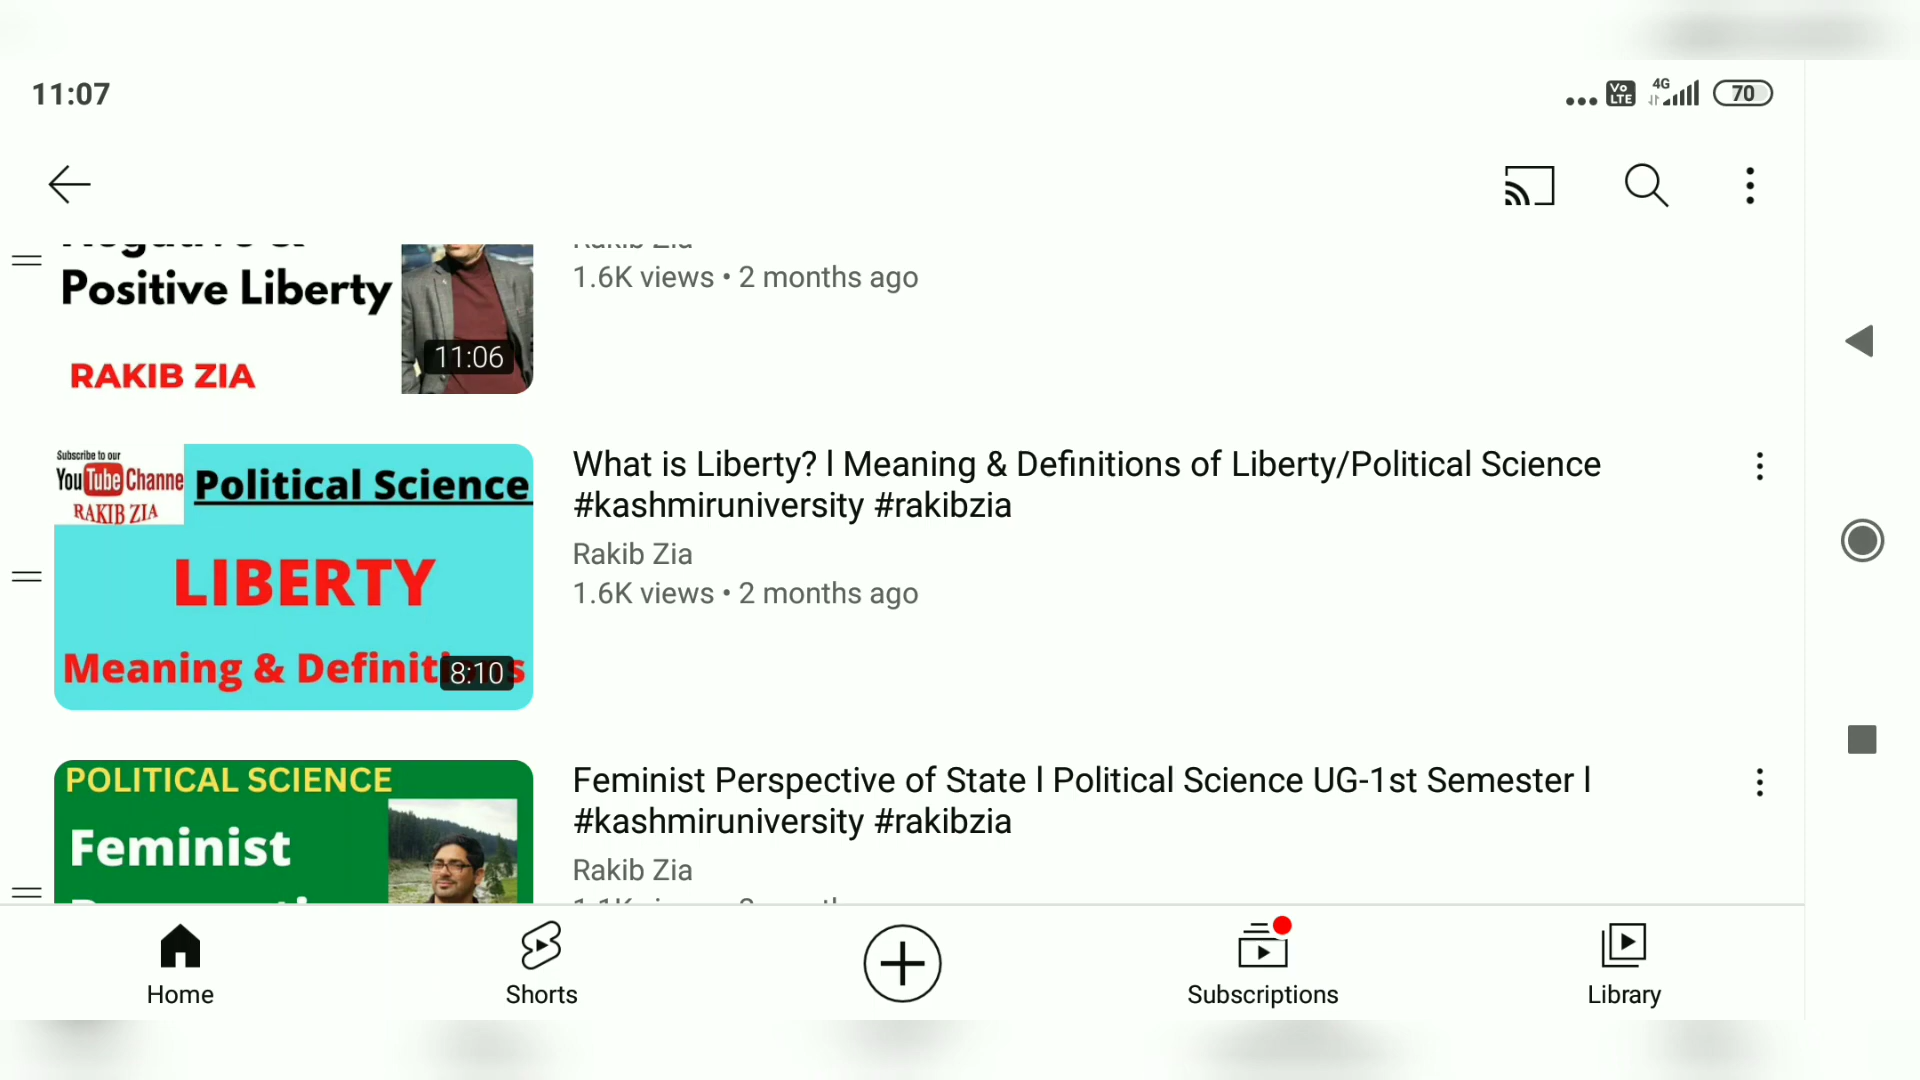 11:07
Vo LTE 4G 70
Positive Liberty
RAKIB ZIA
11:06
1.6K views • 2 months ago
Subscribe to our
YouTube Channe
RAKIB ZIA
Political Science
LIBERTY
Meaning & Definit
8:10
What is Liberty? l Meaning & Definitions of Liberty/Political Science
#kashmiruniversity #rakibzia
Rakib Zia
1.6K views • 2 months ago
POLITICAL SCIENCE
Feminist
Feminist Perspective of State l Political Science UG-1st Semester l
#kashmiruniversity #rakibzia
Rakib Zia
Home
Shorts
Subscriptions
Library